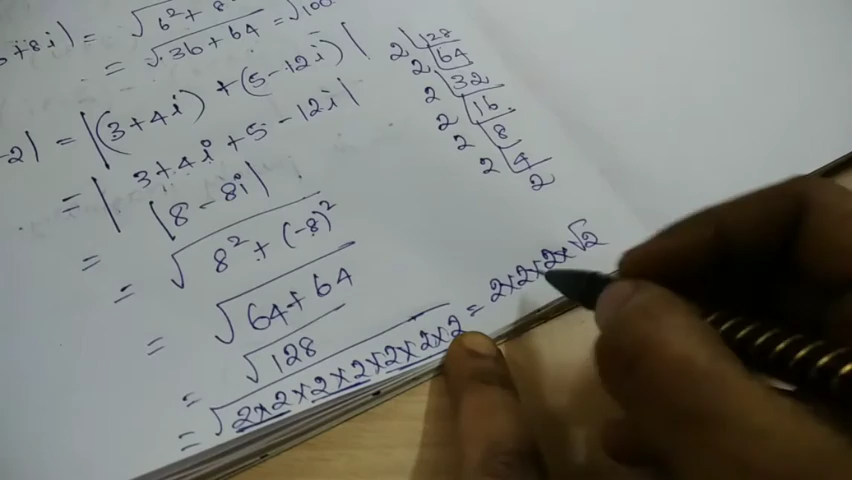 +8i) = √6² + 8
= √36 + 64 = √100
-2) = |(3+4i) + (5-12i)|
= | 3+4i + 5 - 12i |
|8 - 8i|
= √8² + (-8)²
= √64 + 64
= √128
= √2×2×2×2×2×2×2 = 2×2×2×√2
2 128
2 64
2 32
2 16
2 8
2 4
2